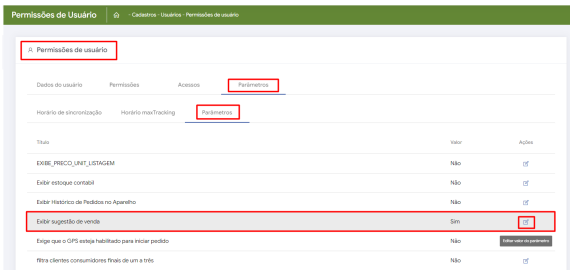 Permissões de Usuário - Cadastros - Usuários - Permissões de usuário
Permissões de usuário
Dados do usuário Permissões Acessos Parâmetros
Horário de sincronização Horário maxTracking Parâmetros
Título Valor Ações
EXIBE_PRECO_UNIT_LISTAGEM Não
Exibir estoque contabil Não
Exibir Histórico de Pedidos no Aparelho Não
Exibir sugestão de venda Sim
Exige que o GPS esteja habilitado para iniciar pedido Não Editar valor do parâmetro
filtra clientes consumidores finais de um a três Não